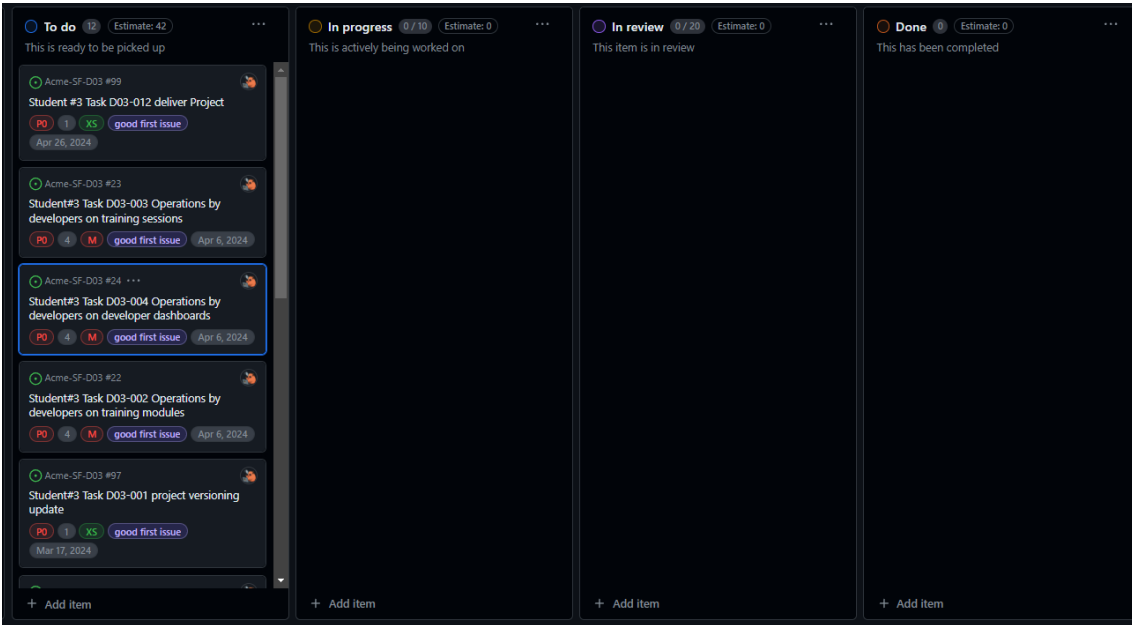 To do 12 Estimate: 42 ...
This is ready to be picked up
Acme-SF-D03 #99
Student #3 Task D03-012 deliver Project
P0 1 XS good first issue
Apr 26, 2024
Acme-SF-D03 #23
Student#3 Task D03-003 Operations by
developers on training sessions
P0 4 M good first issue Apr 6, 2024
Acme-SF-D03 #24 ...
Student#3 Task D03-004 Operations by
developers on developer dashboards
P0 4 M good first issue Apr 6, 2024
Acme-SF-D03 #22
Student#3 Task D03-002 Operations by
developers on training modules
P0 4 M good first issue Apr 6, 2024
Acme-SF-D03 #97
Student#3 Task D03-001 project versioning
update
P0 1 XS good first issue
Mar 17, 2024
+ Add item
In progress 0 / 10 Estimate: 0 ...
This is actively being worked on
+ Add item
In review 0 / 20 Estimate: 0 ...
This item is in review
+ Add item
Done 0 Estimate: 0 ...
This has been completed
+ Add item